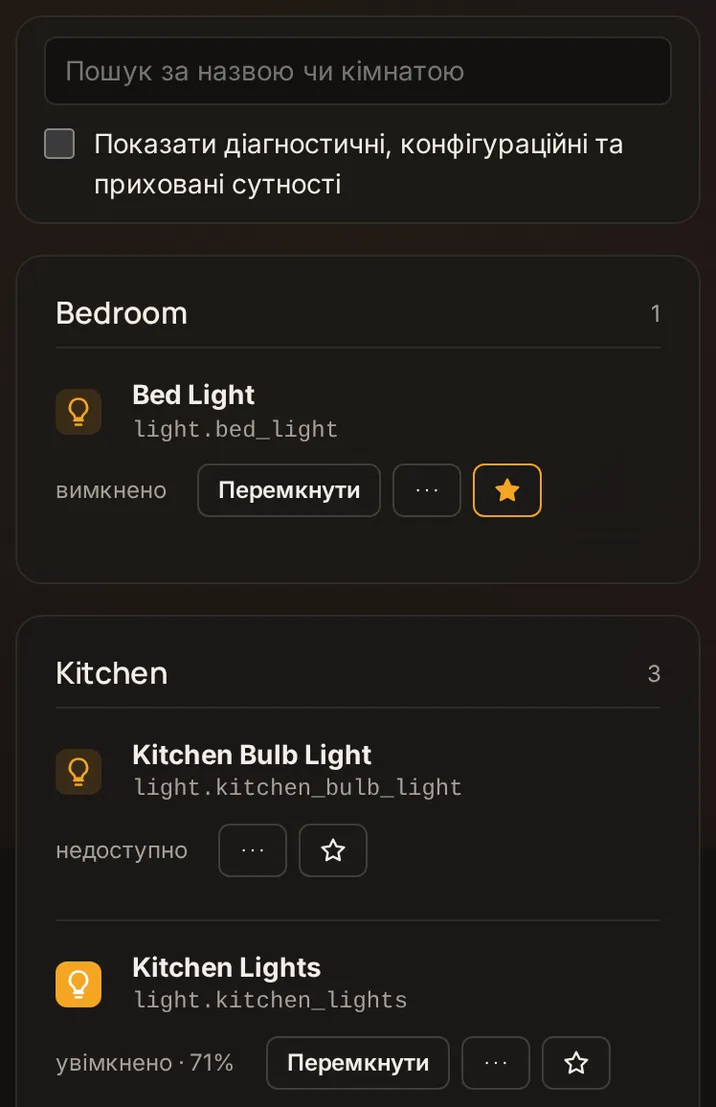 Пошук за назвою чи кімнатою
Показати діагностичні, конфігураційні та
приховані сутності
Bedroom 1
Bed Light
light.bed_light
вимкнено Перемкнути ···
Kitchen 3
Kitchen Bulb Light
light.kitchen_bulb_light
недоступно ···
Kitchen Lights
light.kitchen_lights
увімкнено · 71% Перемкнути ···